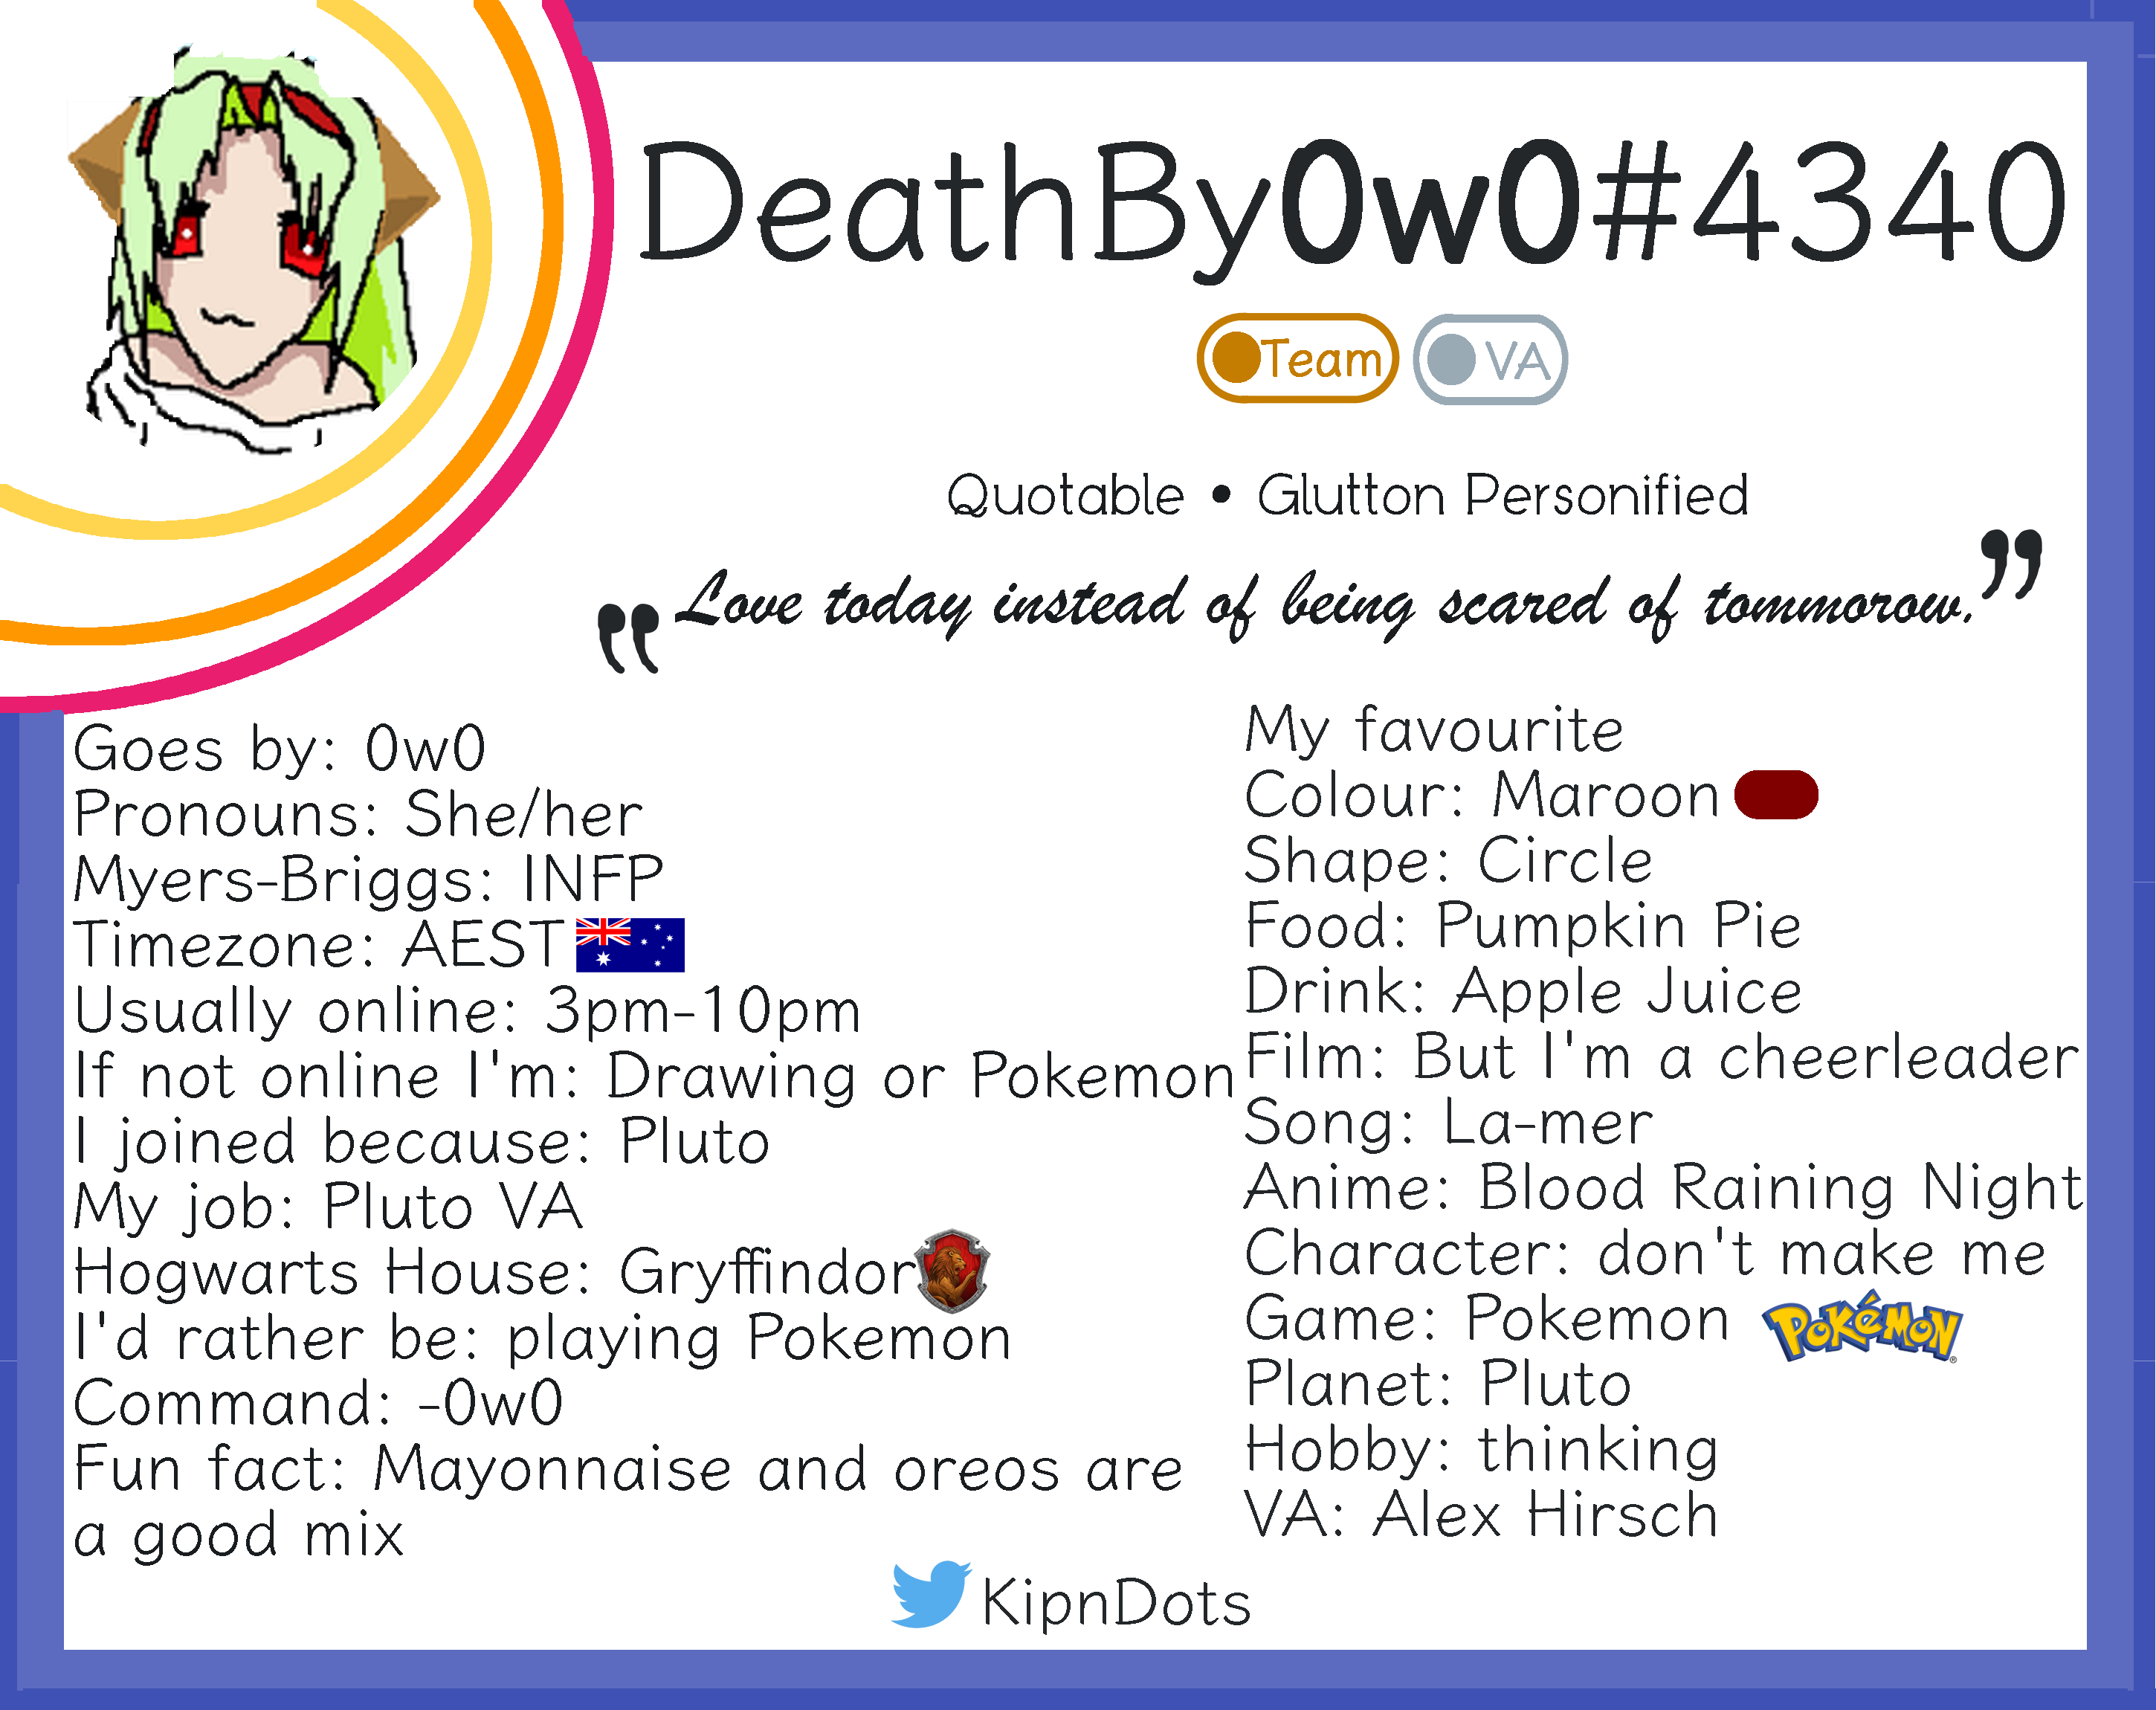 DeathBy0w0#4340
Team
VA
Quotable • Glutton Personified
"Love today instead of being scared of tommorow."
Goes by: 0w0
Pronouns: She/her
Myers-Briggs: INFP
Timezone: AEST
Usually online: 3pm-10pm
If not online I'm: Drawing or Pokemon
I joined because: Pluto
My job: Pluto VA
Hogwarts House: Gryffindor
I'd rather be: playing Pokemon
Command: -0w0
Fun fact: Mayonnaise and oreos are
a good mix
My favourite
Colour: Maroon
Shape: Circle
Food: Pumpkin Pie
Drink: Apple Juice
Film: But I'm a cheerleader
Song: La-mer
Anime: Blood Raining Night
Character: don't make me
Game: Pokemon
POKéMON®
Planet: Pluto
Hobby: thinking
VA: Alex Hirsch
KipnDots